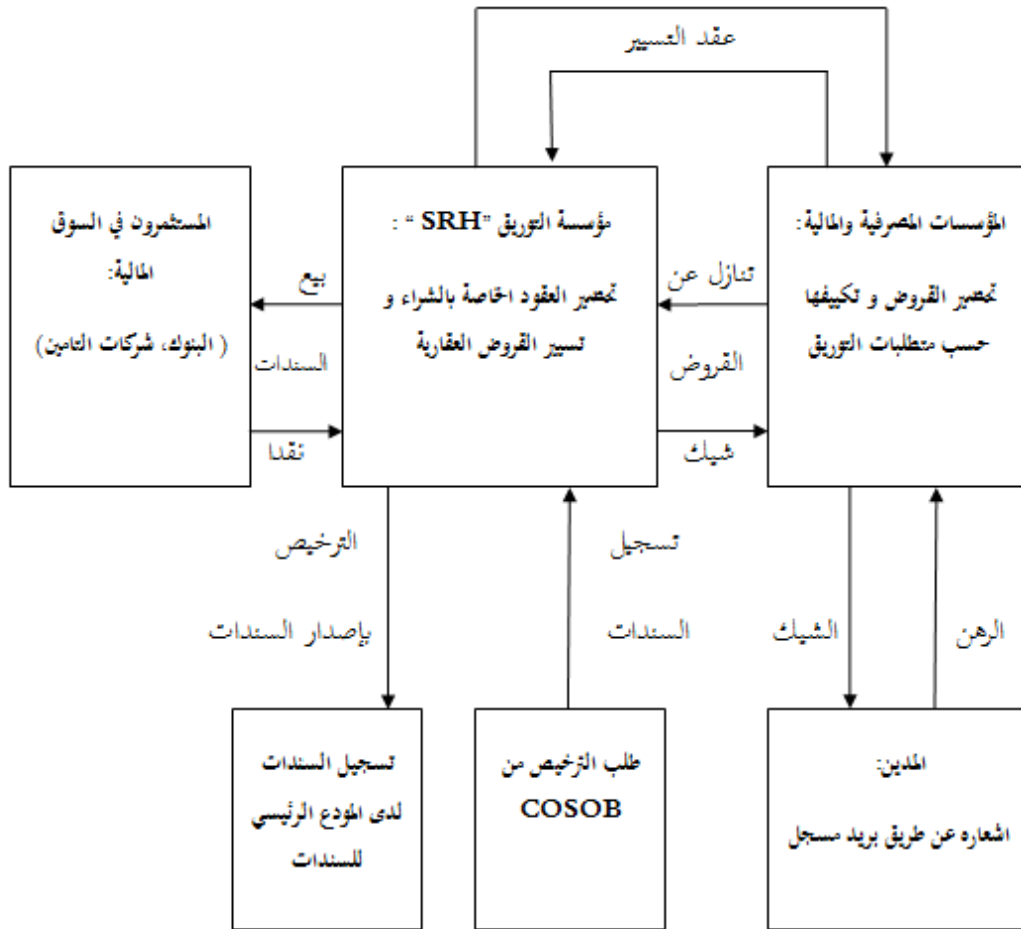 عقد التسيير
المؤسسات المصرفية والمالية:
تحضير القروض و تكييفها
حسب متطلبات التوريق
تنازل عن
القروض
شيك
مؤسسة التوريق "SRH " :
تحضير العقود الخاصة بالشراء و
تسيير القروض العقارية
بيع
السندات
نقدا
المستثمرون في السوق
المالية:
( البنوك، شركات التامين)
الرهن
الشيك
تسجيل
السندات
الترخيص
بإصدار السندات
المدين:
اشعاره عن طريق بريد مسجل
طلب الترخيص من
COSOB
تسجيل السندات
لدى المودع الرئيسي
للسندات